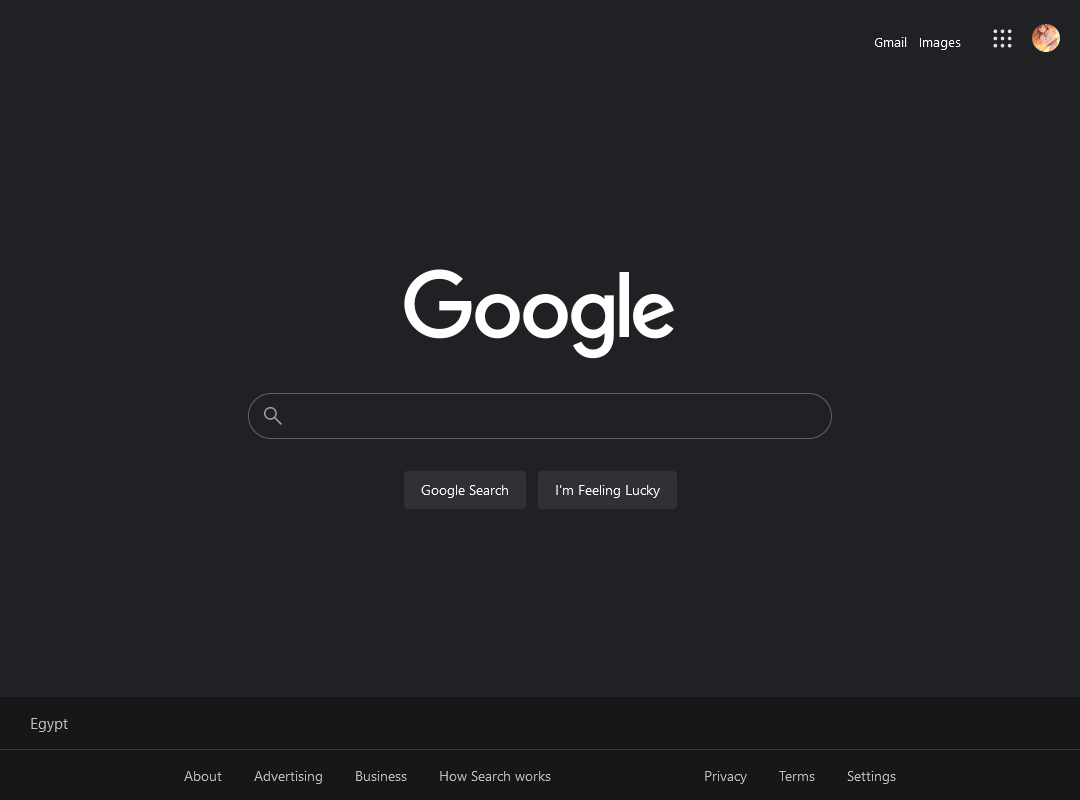 Gmail Images
Google
Google Search I'm Feeling Lucky
Egypt
About Advertising Business How Search works Privacy Terms Settings